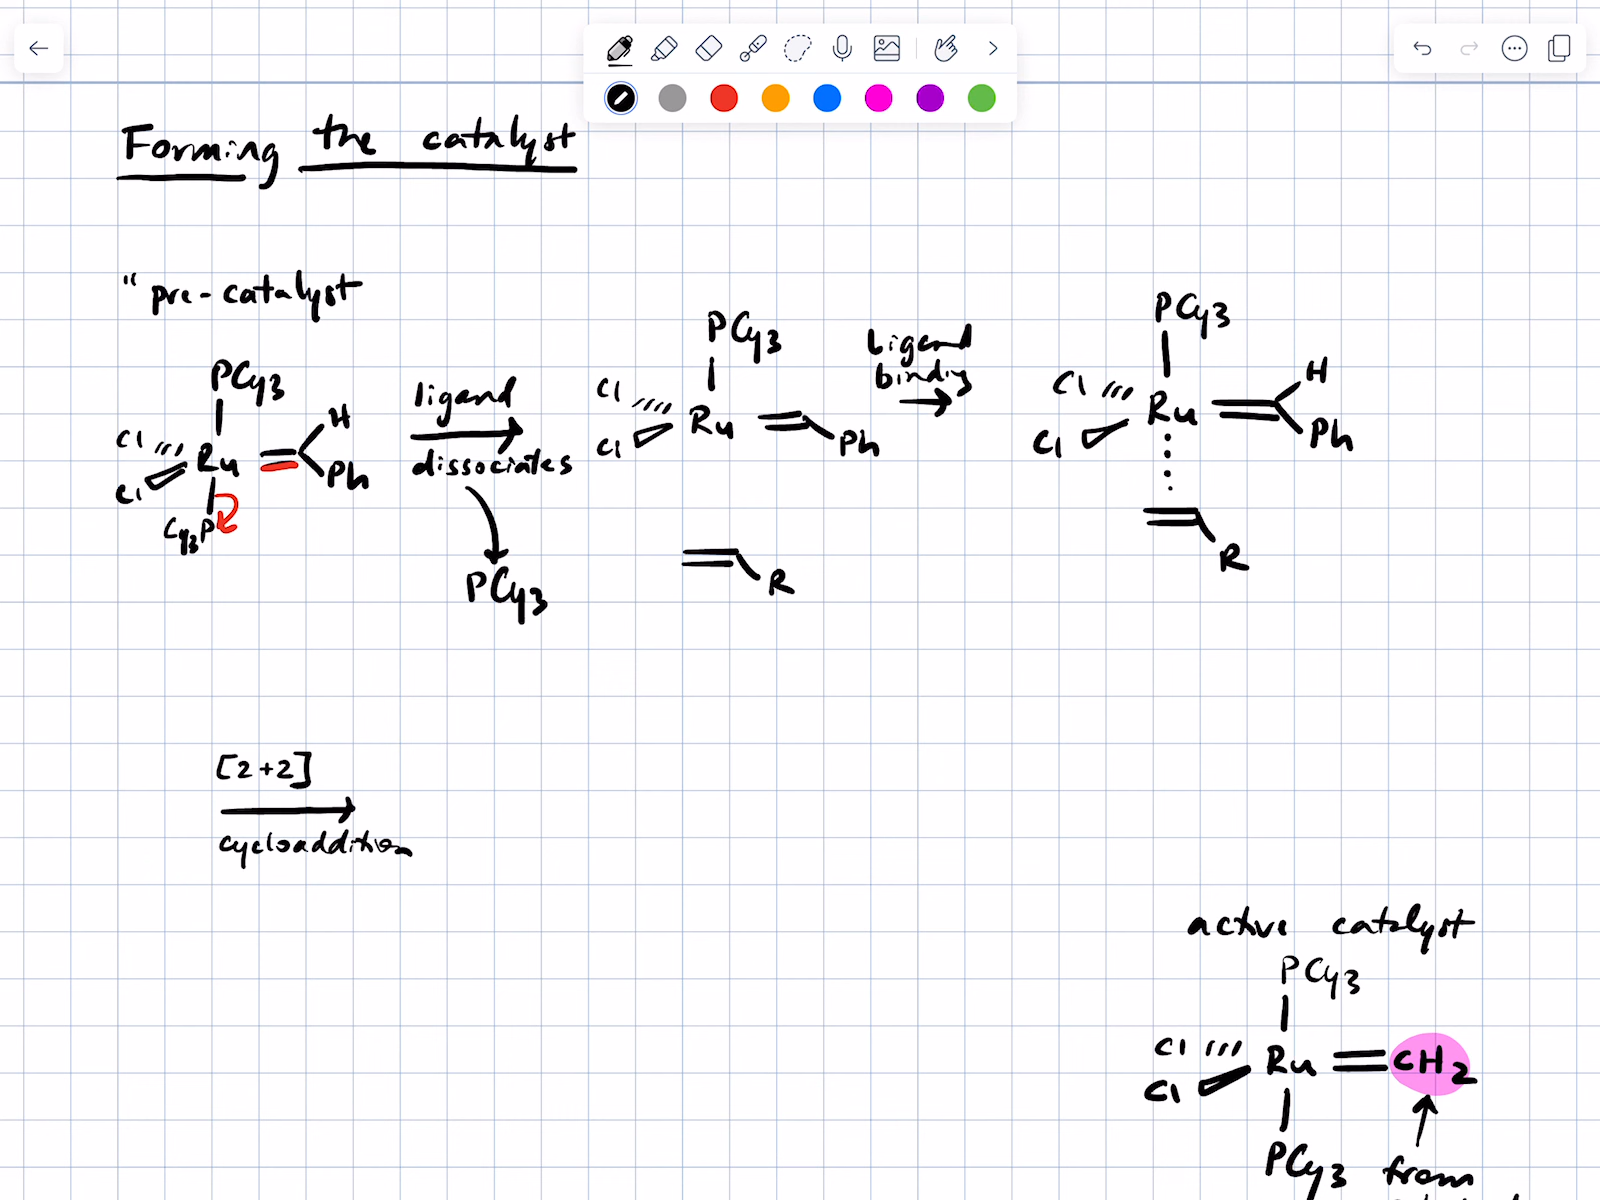 Forming the catalyst
"pre-catalyst
PCy3
Cl
Cl
Ru
H
Ph
Cy3P
ligand
dissociates
PCy3
PCy3
Cl
Cl
Ru
Ph
R
Ligand
binding
PCy3
Cl
Cl
Ru
H
Ph
R
[2+2]
cycloaddition
active catalyst
PCy3
Cl
Cl
Ru
CH2
PCy3
from